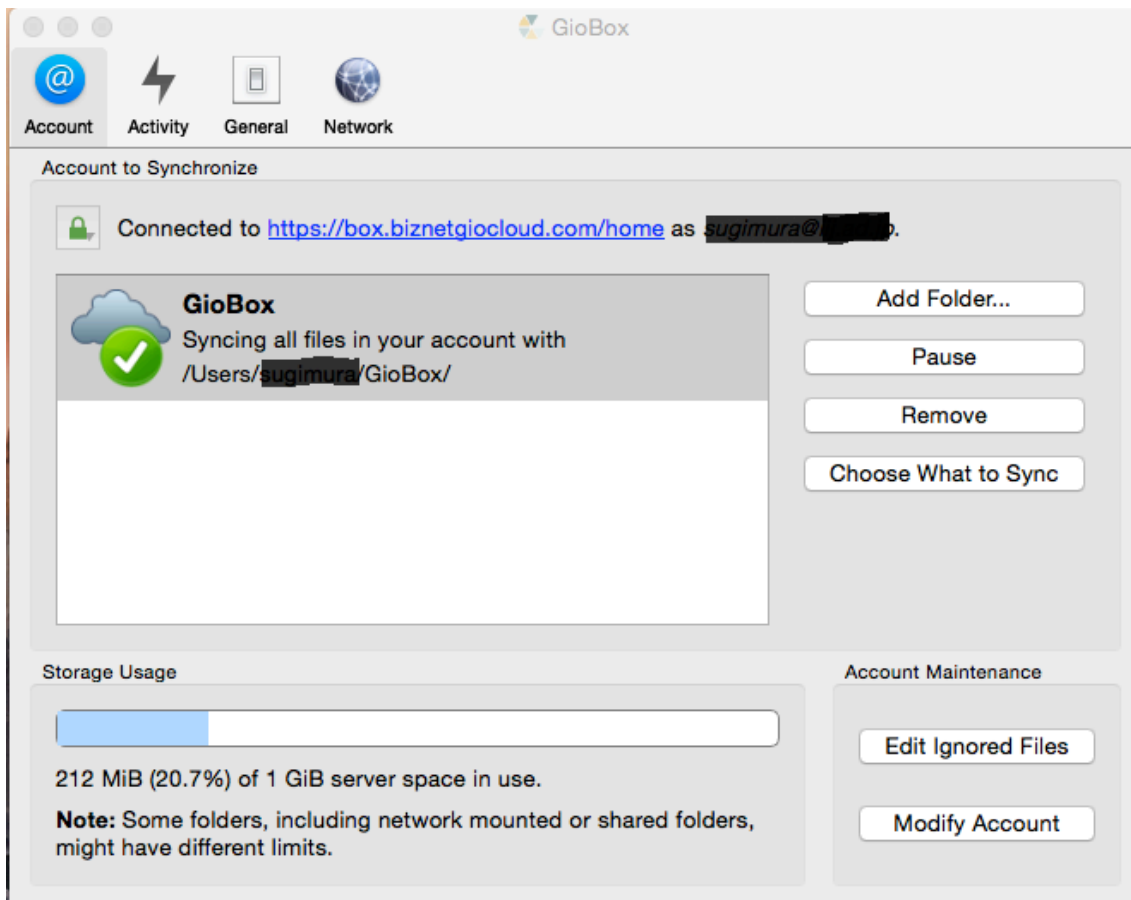 GioBox
Account
Activity
General
Network
Account to Synchronize
Connected to https://box.biznetgiocloud.com/home as .
GioBox
Syncing all files in your account with
/Users/ /GioBox/
Add Folder...
Pause
Remove
Choose What to Sync
Storage Usage
212 MiB (20.7%) of 1 GiB server space in use.
Note: Some folders, including network mounted or shared folders,
might have different limits.
Account Maintenance
Edit Ignored Files
Modify Account